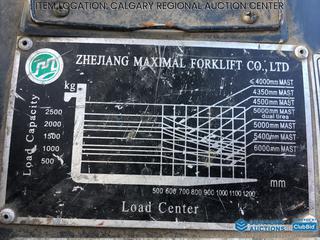 ITEM LOCATION: CALGARY REGIONAL AUCTION CENTER
ZHEJIANG MAXIMAL FORKLIFT CO.,LTD
kg
Load Capacity
2500
2000
1500
1000
500
≤4000mm MAST
4350mm MAST
4500mm MAST
5000mm MAST
dual tires
5000mm MAST
5400mm MAST
6000mm MAST
500 600 700 800 900 1000 1100 1200
mm
Load Center
AUCTIONS
ClubBid